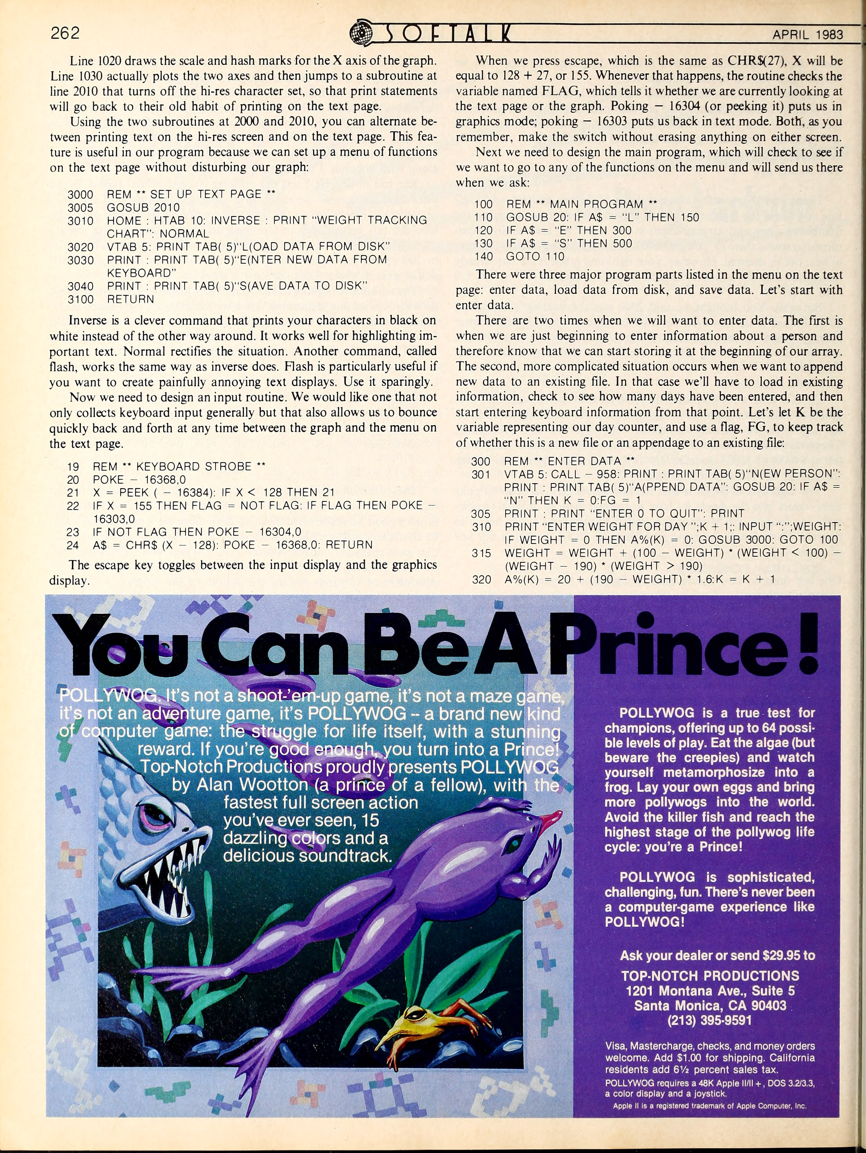 262
SOFTALK
APRIL 1983
Line 1020 draws the scale and hash marks for the X axis of the graph.
Line 1030 actually plots the two axes and then jumps to a subroutine at
line 2010 that turns off the hi-res character set, so that print statements
will go back to their old habit of printing on the text page.
Using the two subroutines at 2000 and 2010, you can alternate be-
tween printing text on the hi-res screen and on the text page. This fea-
ture is useful in our program because we can set up a menu of functions
on the text page without disturbing our graph:
3000 REM ** SET UP TEXT PAGE **
3005 GOSUB 2010
3010 HOME : HTAB 10: INVERSE : PRINT "WEIGHT TRACKING
CHART": NORMAL
3020 VTAB 5: PRINT TAB( 5)"L(OAD DATA FROM DISK"
3030 PRINT : PRINT TAB( 5)"E(NTER NEW DATA FROM
KEYBOARD"
3040 PRINT : PRINT TAB( 5)"S(AVE DATA TO DISK"
3100 RETURN
Inverse is a clever command that prints your characters in black on
white instead of the other way around. It works well for highlighting im-
portant text. Normal rectifies the situation. Another command, called
flash, works the same way as inverse does. Flash is particularly useful if
you want to create painfully annoying text displays. Use it sparingly.
Now we need to design an input routine. We would like one that not
only collects keyboard input generally but that also allows us to bounce
quickly back and forth at any time between the graph and the menu on
the text page.
19 REM ** KEYBOARD STROBE **
20 POKE – 16368,0
21 X = PEEK ( – 16384): IF X < 128 THEN 21
22 IF X = 155 THEN FLAG = NOT FLAG: IF FLAG THEN POKE –
16303,0
23 IF NOT FLAG THEN POKE – 16304,0
24 A$ = CHR$ (X – 128): POKE – 16368,0: RETURN
The escape key toggles between the input display and the graphics
display.
When we press escape, which is the same as CHR$(27), X will be
equal to 128 + 27, or 155. Whenever that happens, the routine checks the
variable named FLAG, which tells it whether we are currently looking at
the text page or the graph. Poking – 16304 (or peeking it) puts us in
graphics mode; poking – 16303 puts us back in text mode. Both, as you
remember, make the switch without erasing anything on either screen.
Next we need to design the main program, which will check to see if
we want to go to any of the functions on the menu and will send us there
when we ask:
100 REM ** MAIN PROGRAM **
110 GOSUB 20: IF A$ = "L" THEN 150
120 IF A$ = "E" THEN 300
130 IF A$ = "S" THEN 500
140 GOTO 110
There were three major program parts listed in the menu on the text
page: enter data, load data from disk, and save data. Let's start with
enter data.
There are two times when we will want to enter data. The first is
when we are just beginning to enter information about a person and
therefore know that we can start storing it at the beginning of our array.
The second, more complicated situation occurs when we want to append
new data to an existing file. In that case we'll have to load in existing
information, check to see how many days have been entered, and then
start entering keyboard information from that point. Let's let K be the
variable representing our day counter, and use a flag, FG, to keep track
of whether this is a new file or an appendage to an existing file:
300 REM ** ENTER DATA **
301 VTAB 5: CALL – 958: PRINT : PRINT TAB( 5)"N(EW PERSON":
PRINT : PRINT TAB( 5)"A(PPEND DATA": GOSUB 20: IF A$ =
"N" THEN K = 0:FG = 1
305 PRINT : PRINT "ENTER 0 TO QUIT": PRINT
310 PRINT "ENTER WEIGHT FOR DAY ";K + 1;: INPUT ":";WEIGHT:
IF WEIGHT = 0 THEN A%(K) = 0: GOSUB 3000: GOTO 100
315 WEIGHT = WEIGHT + (100 – WEIGHT) * (WEIGHT < 100) –
(WEIGHT – 190) * (WEIGHT > 190)
320 A%(K) = 20 + (190 – WEIGHT) * 1.6:K = K + 1
You Can Be A Prince!
POLLYWOG. It's not a shoot-'em-up game, it's not a maze game,
it's not an adventure game, it's POLLYWOG -- a brand new kind
of computer game: the struggle for life itself, with a stunning
reward. If you're good enough, you turn into a Prince!
Top-Notch Productions proudly presents POLLYWOG
by Alan Wootton (a prince of a fellow), with the
fastest full screen action
you've ever seen, 15
dazzling colors and a
delicious soundtrack.
POLLYWOG is a true test for
champions, offering up to 64 possi-
ble levels of play. Eat the algae (but
beware the creepies) and watch
yourself metamorphosize into a
frog. Lay your own eggs and bring
more pollywogs into the world.
Avoid the killer fish and reach the
highest stage of the pollywog life
cycle: you're a Prince!
POLLYWOG is sophisticated,
challenging, fun. There's never been
a computer-game experience like
POLLYWOG!
Ask your dealer or send $29.95 to
TOP-NOTCH PRODUCTIONS
1201 Montana Ave., Suite 5
Santa Monica, CA 90403
(213) 395-9591
Visa, Mastercharge, checks, and money orders
welcome. Add $1.00 for shipping. California
residents add 6½ percent sales tax.
POLLYWOG requires a 48K Apple II/II + , DOS 3.2/3.3,
a color display and a joystick.
Apple II is a registered trademark of Apple Computer, Inc.